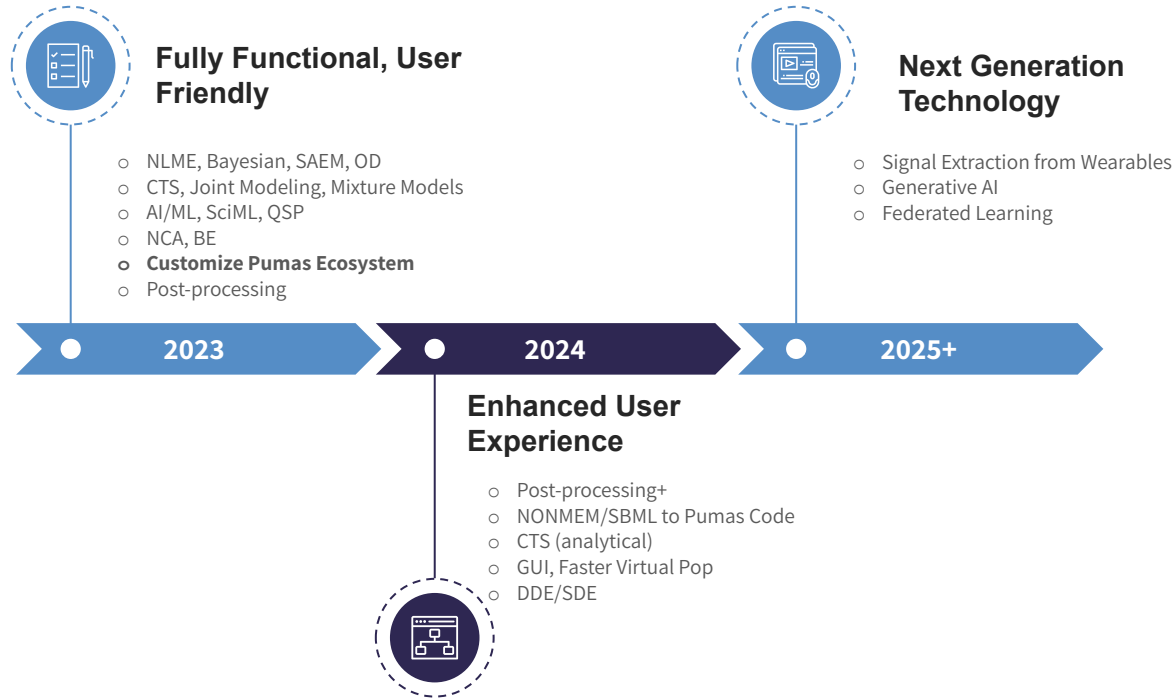 Fully Functional, User
Friendly
NLME, Bayesian, SAEM, OD
CTS, Joint Modeling, Mixture Models
AI/ML, SciML, QSP
NCA, BE
Customize Pumas Ecosystem
Post-processing
Next Generation
Technology
Signal Extraction from Wearables
Generative AI
Federated Learning
2023
2024
2025+
Enhanced User
Experience
Post-processing+
NONMEM/SBML to Pumas Code
CTS (analytical)
GUI, Faster Virtual Pop
DDE/SDE